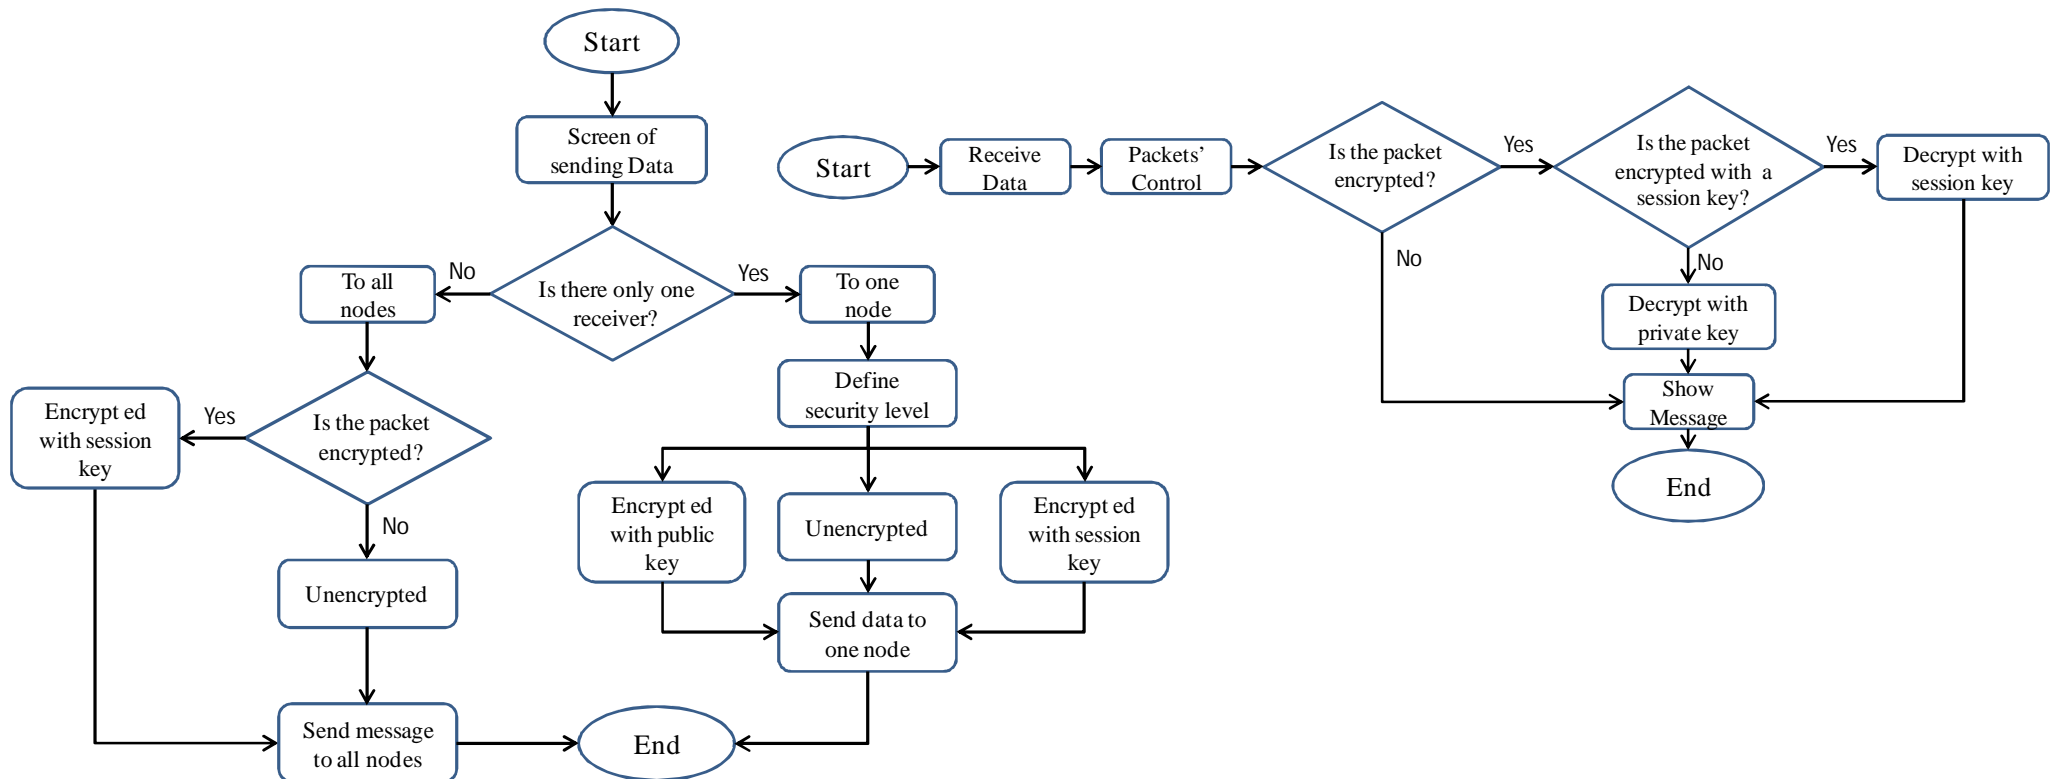 Start
Screen of
sending Data
Is there only one
receiver?
No
Yes
To all
nodes
To one
node
Is the packet
encrypted?
Yes
No
Encrypt ed
with session
key
Unencrypted
Send message
to all nodes
Define
security level
Encrypt ed
with public
key
Unencrypted
Encrypt ed
with session
key
Send data to
one node
End
Start
Receive
Data
Packets'
Control
Is the packet
encrypted?
Yes
No
Is the packet
encrypted with  a
session key?
Yes
No
Decrypt with
session key
Decrypt with
private key
Show
Message
End